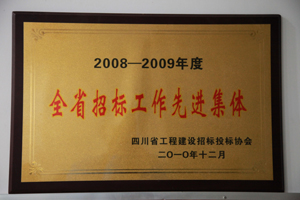 2008—2009年度
全省招标工作先进集体
四川省工程建设招标投标协会
二〇一〇年十二月